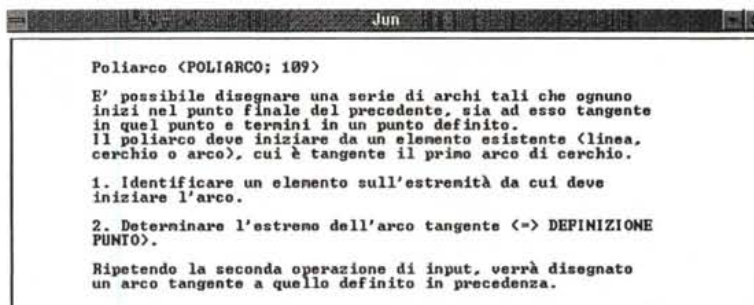 Jun
Poliarco <POLIARCO; 109>
E' possibile disegnare una serie di archi tali che ognuno
inizi nel punto finale del precedente, sia ad esso tangente
in quel punto e termini in un punto definito.
Il poliarco deve iniziare da un elemento esistente <linea,
cerchio o arco>, cui è tangente il primo arco di cerchio.
1. Identificare un elemento sull'estremità da cui deve
iniziare l'arco.
2. Determinare l'estremo dell'arco tangente <=> DEFINIZIONE
PUNTO>.
Ripetendo la seconda operazione di input, verrà disegnato
un arco tangente a quello definito in precedenza.